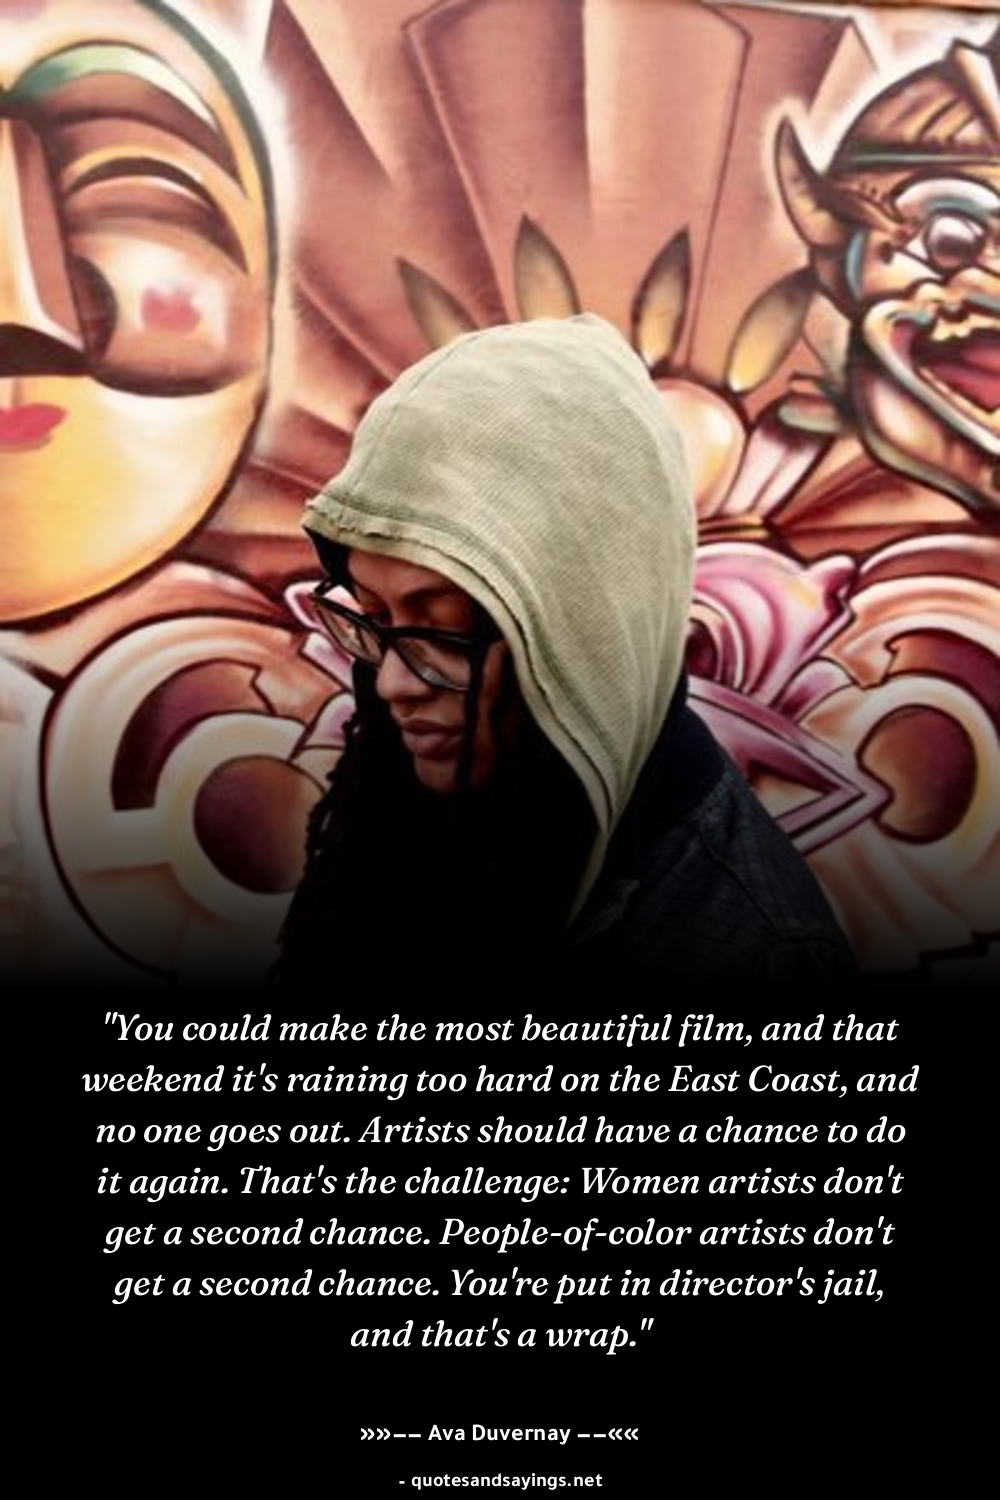 "You could make the most beautiful film, and that
weekend it's raining too hard on the East Coast, and
no one goes out. Artists should have a chance to do
it again. That's the challenge: Women artists don't
get a second chance. People-of-color artists don't
get a second chance. You're put in director's jail,
and that's a wrap."
»»–– Ava Duvernay ––««
- quotesandsayings.net